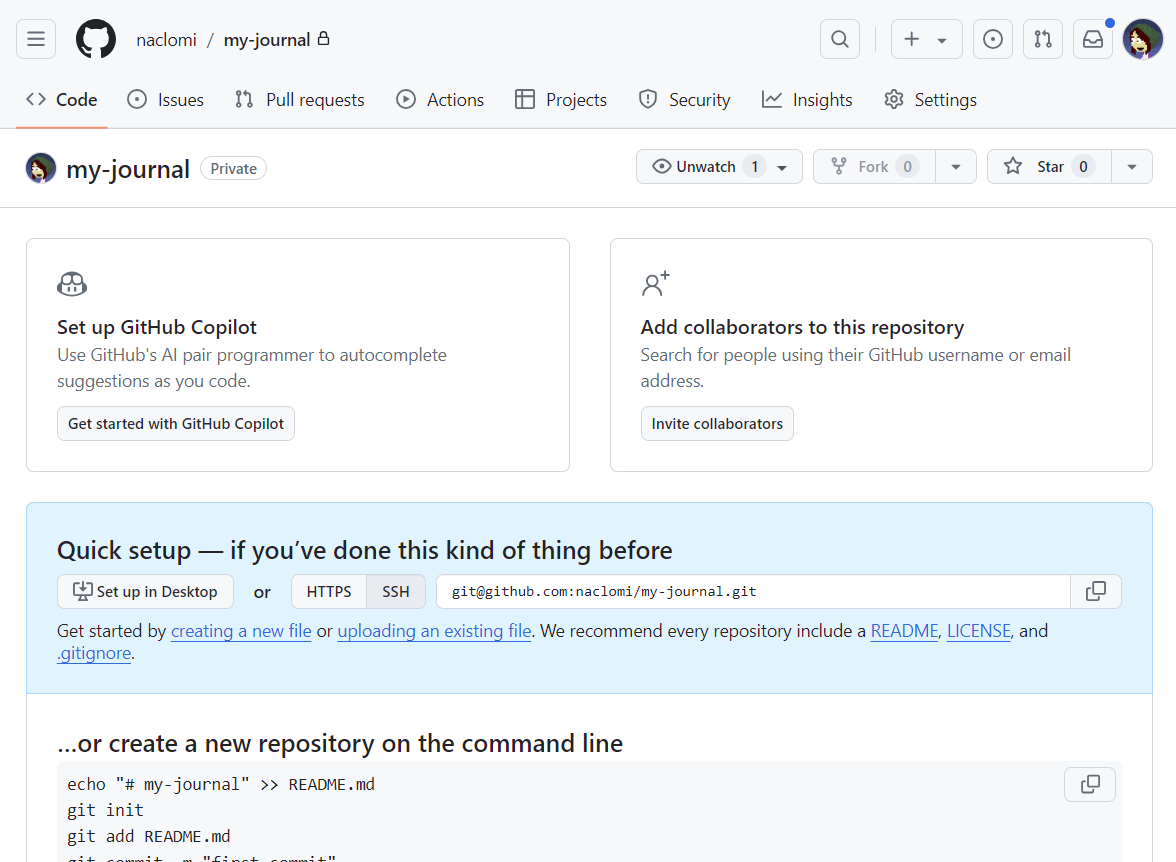 naclomi / my-journal
Code Issues Pull requests Actions Projects Security Insights Settings
my-journal Private Unwatch 1 Fork 0 Star 0
Set up GitHub Copilot
Use GitHub's AI pair programmer to autocomplete
suggestions as you code.
Get started with GitHub Copilot
Add collaborators to this repository
Search for people using their GitHub username or email
address.
Invite collaborators
Quick setup — if you’ve done this kind of thing before
Set up in Desktop or HTTPS SSH git@github.com:naclomi/my-journal.git
Get started by creating a new file or uploading an existing file. We recommend every repository include a README, LICENSE, and
.gitignore.
…or create a new repository on the command line
echo "# my-journal" >> README.md
git init
git add README.md
git commit -m "first commit"